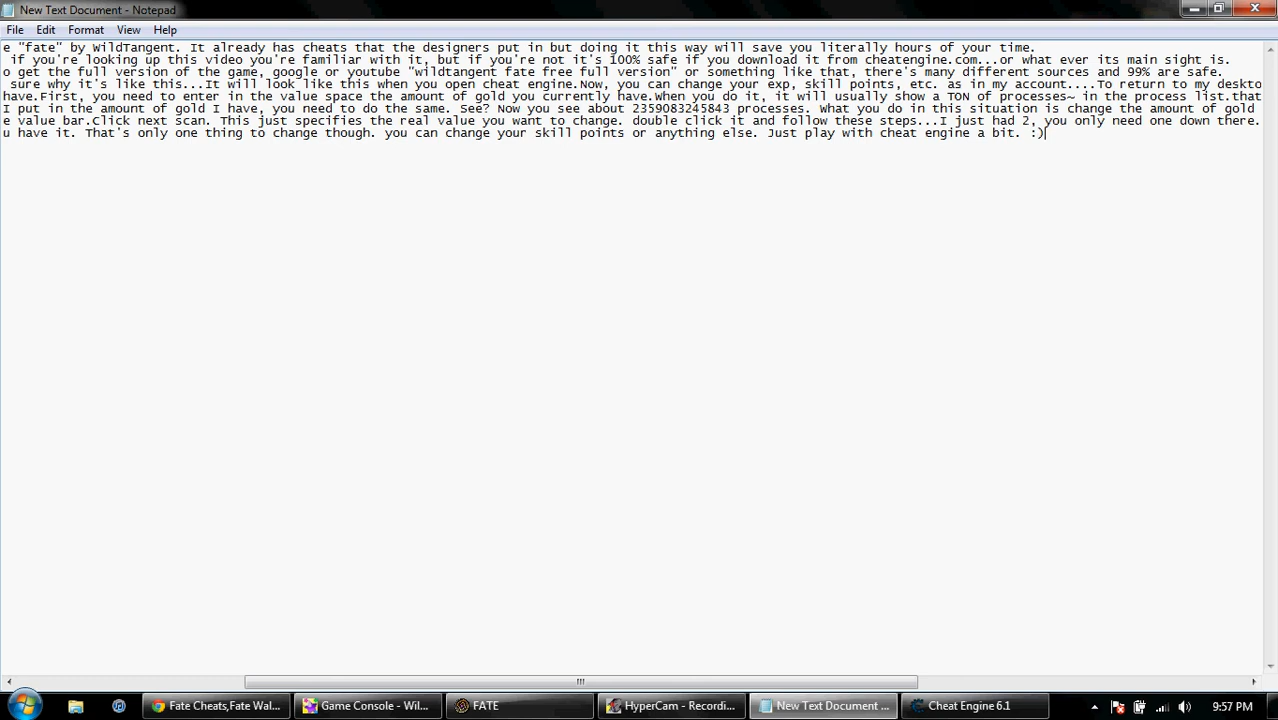 New Text Document - Notepad
File Edit Format View Help
e "fate" by WildTangent. It already has cheats that the designers put in but doing it this way will save you literally hours of your time.
if you're looking up this video you're familiar with it, but if you're not it's 100% safe if you download it from cheatengine.com...or what ever its main sight is.
o get the full version of the game, google or youtube "wildtangent fate free full version" or something like that, there's many different sources and 99% are safe.
sure why it's like this...It will look like this when you open cheat engine.Now, you can change your exp, skill points, etc. as in my account....To return to my deskto
have.First, you need to enter in the value space the amount of gold you currently have.When you do it, it will usually show a TON of processes~ in the process list.that
I put in the amount of gold I have, you need to do the same. See? Now you see about 2359083245843 processes. What you do in this situation is change the amount of gold
e value bar.Click next scan. This just specifies the real value you want to change. double click it and follow these steps...I just had 2, you only need one down there.
u have it. That's only one thing to change though. you can change your skill points or anything else. Just play with cheat engine a bit. :)
Fate Cheats,Fate Wal... Game Console - Wil... FATE HyperCam - Recordi... New Text Document ... Cheat Engine 6.1 9:57 PM